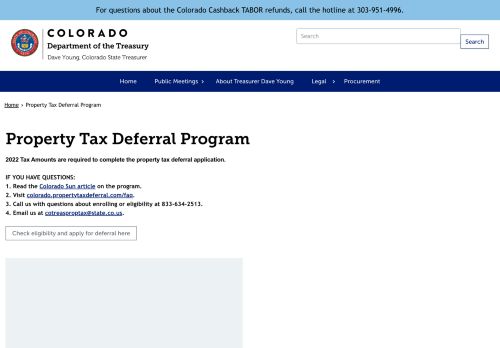 For questions about the Colorado Cashback TABOR refunds, call the hotline at 303-951-4996.
COLORADO
Department of the Treasury
Dave Young, Colorado State Treasurer
Search
Search
Home
Public Meetings ›
About Treasurer Dave Young
Legal ›
Procurement
Home › Property Tax Deferral Program
Property Tax Deferral Program
2022 Tax Amounts are required to complete the property tax deferral application.
IF YOU HAVE QUESTIONS:
1. Read the Colorado Sun article on the program.
2. Visit colorado.propertytaxdeferral.com/faq.
3. Call us with questions about enrolling or eligibility at 833-634-2513.
4. Email us at cotreasproptax@state.co.us.
Check eligibility and apply for deferral here